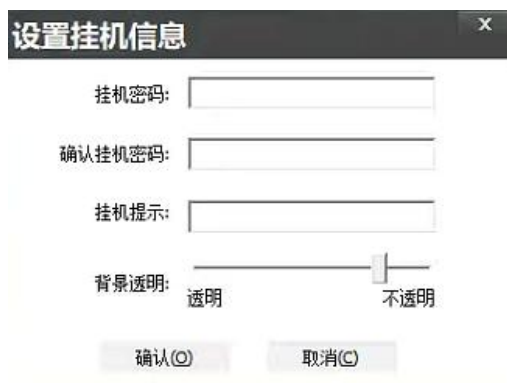 设置挂机信息 x
挂机密码:
确认挂机密码:
挂机提示:
背景透明:
透明 不透明
确认(O) 取消(C)